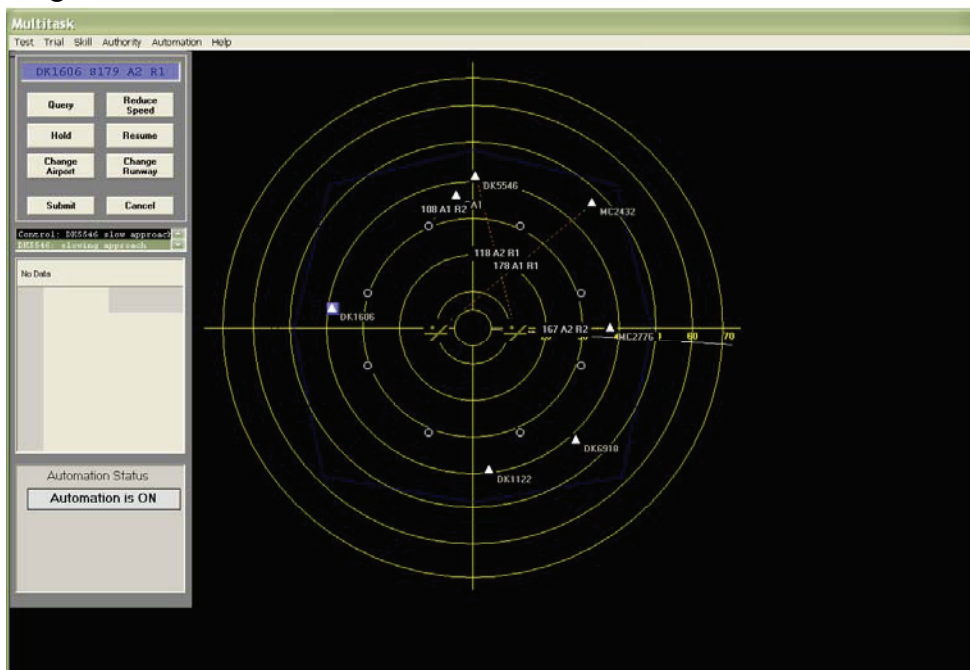 Multitask
Test Trial Skill Authority Automation Help
DK1606 8179 A2 R1
Query
Reduce Speed
Hold
Resume
Change Airport
Change Runway
Submit
Cancel
Control: DK5546 slow approach
DK5546: slowing approach
No Data
Automation Status
Automation is ON
DK5546
A1
108 A1 R2
MC2432
118 A2 R1
178 A1 R1
DK1606
167 A2 R2
MC2776
60 70
DK6910
DK1122